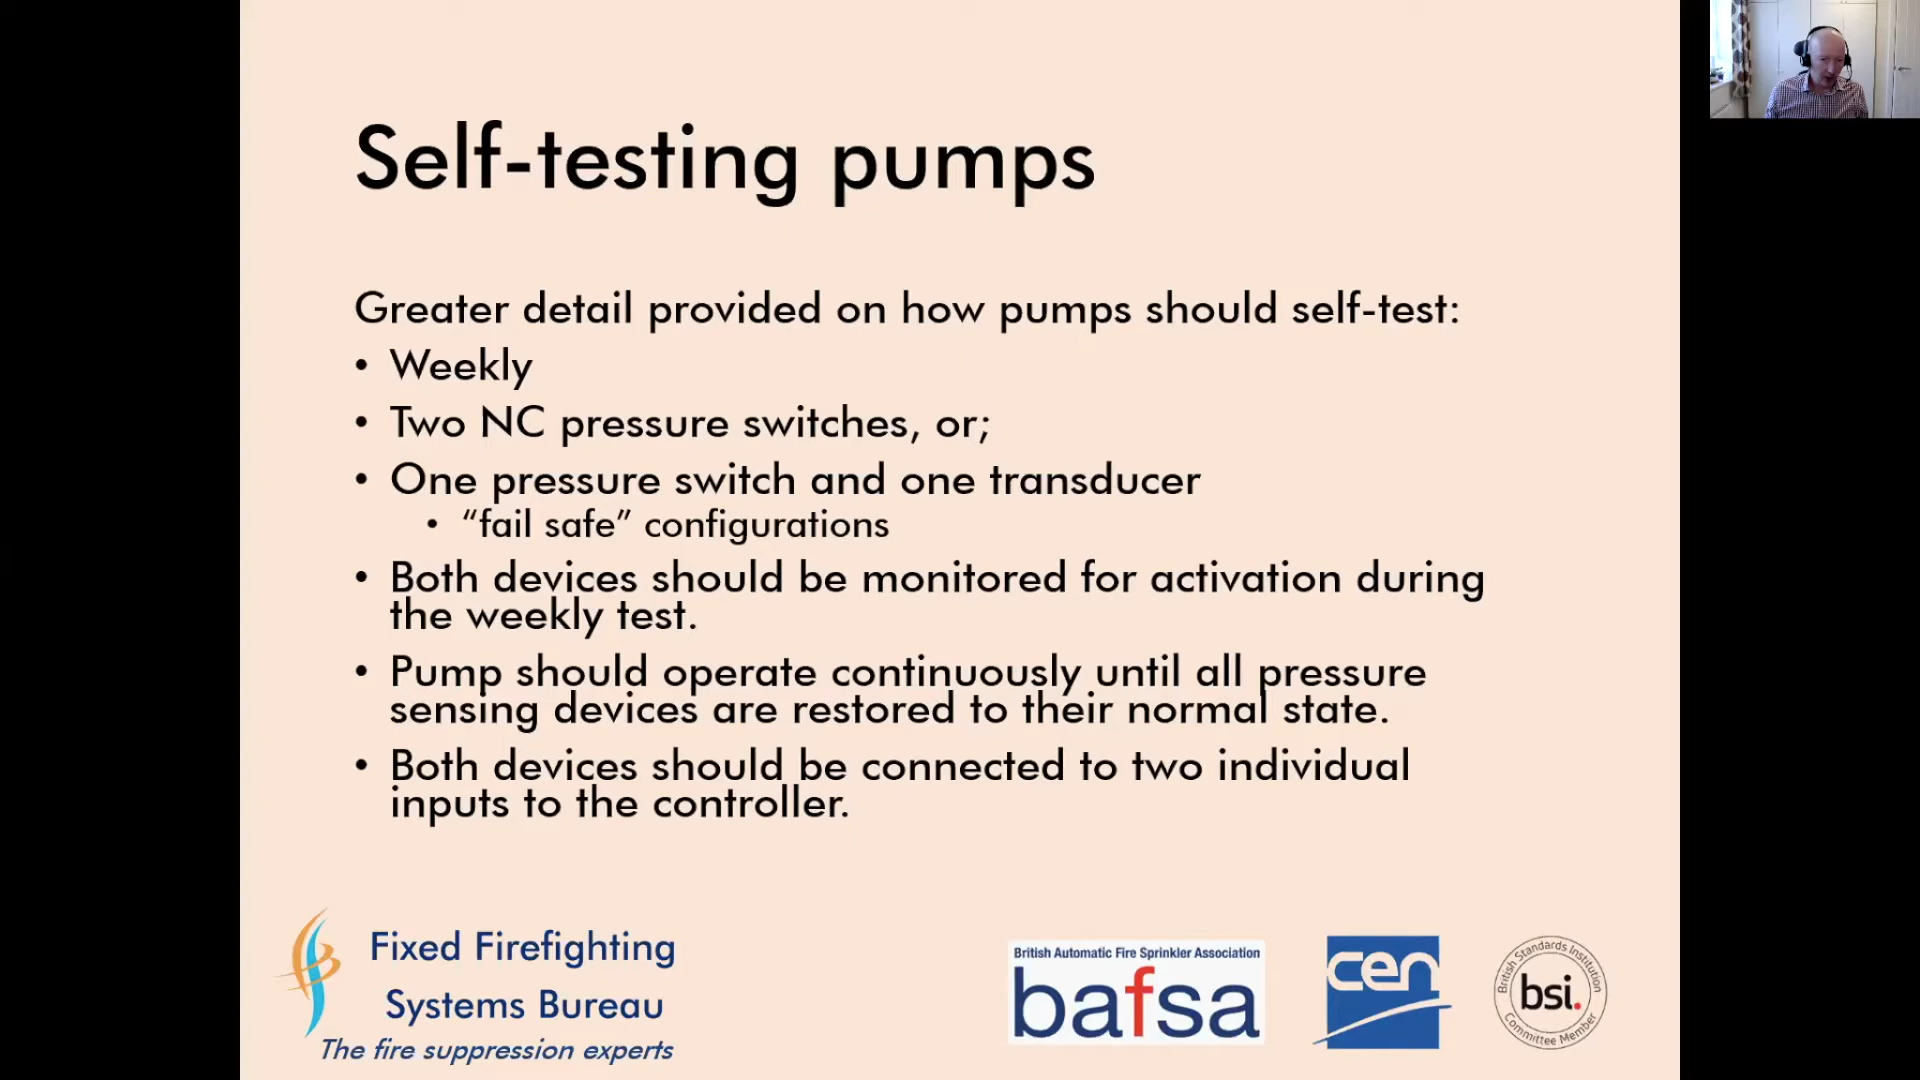 Self-testing pumps
Greater detail provided on how pumps should self-test:
• Weekly
• Two NC pressure switches, or;
• One pressure switch and one transducer
• “fail safe” configurations
• Both devices should be monitored for activation during
the weekly test.
• Pump should operate continuously until all pressure
sensing devices are restored to their normal state.
• Both devices should be connected to two individual
inputs to the controller.
Fixed Firefighting
Systems Bureau
The fire suppression experts
British Automatic Fire Sprinkler Association
bafsa
cen
British Standards Institution
bsi.
Committee Member